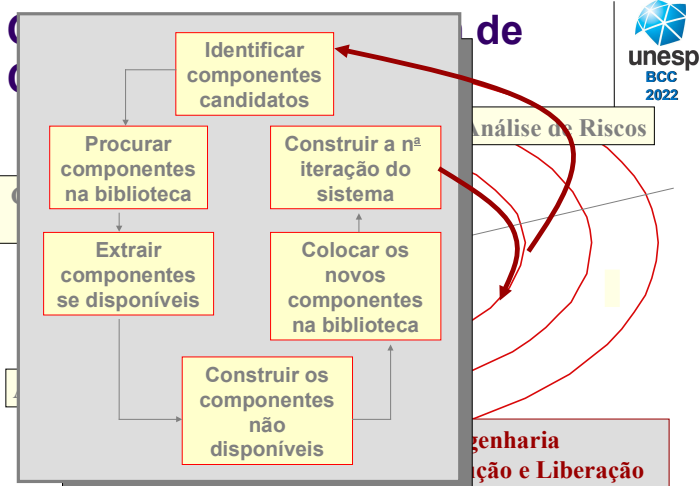 de
unesp
BCC
2022
Identificar
componentes
candidatos
Análise de Riscos
Procurar
componentes
na biblioteca
Construir a nª
iteração do
sistema
Extrair
componentes
se disponíveis
Colocar os
novos
componentes
na biblioteca
Construir os
componentes
não
disponíveis
genharia
ução e Liberação